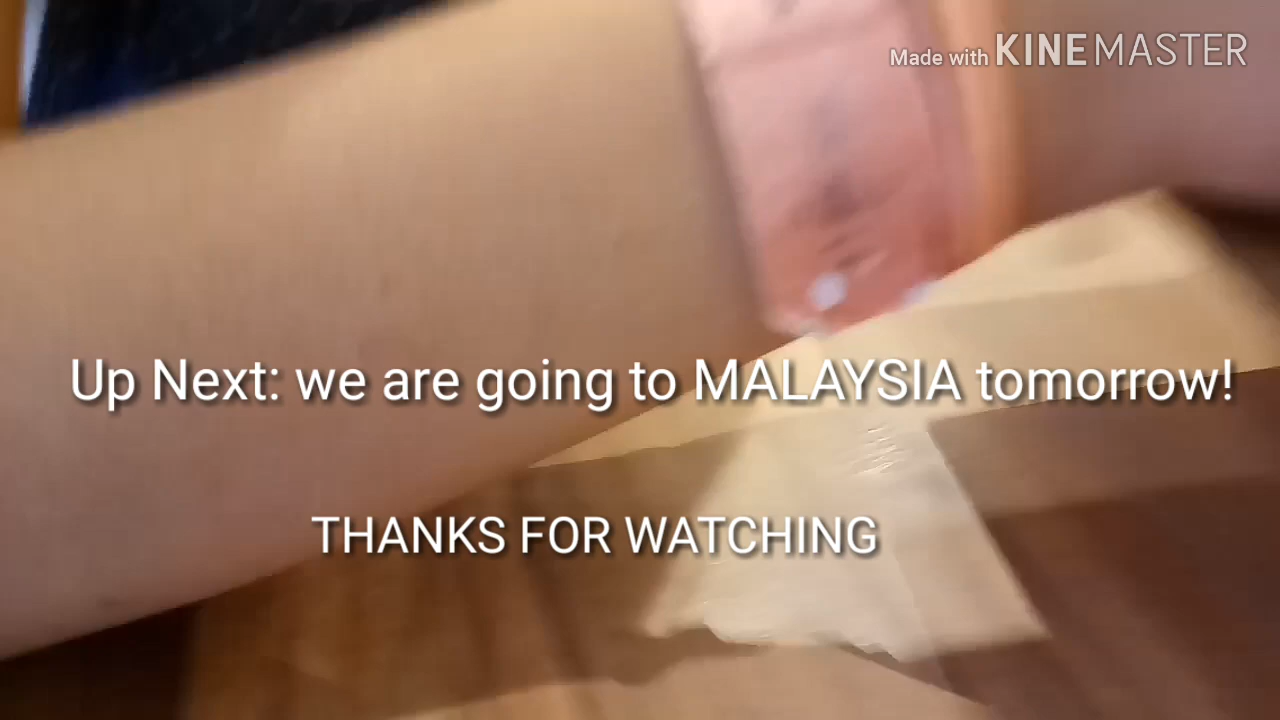 Made with KINEMASTER
Up Next: we are going to MALAYSIA tomorrow!
THANKS FOR WATCHING